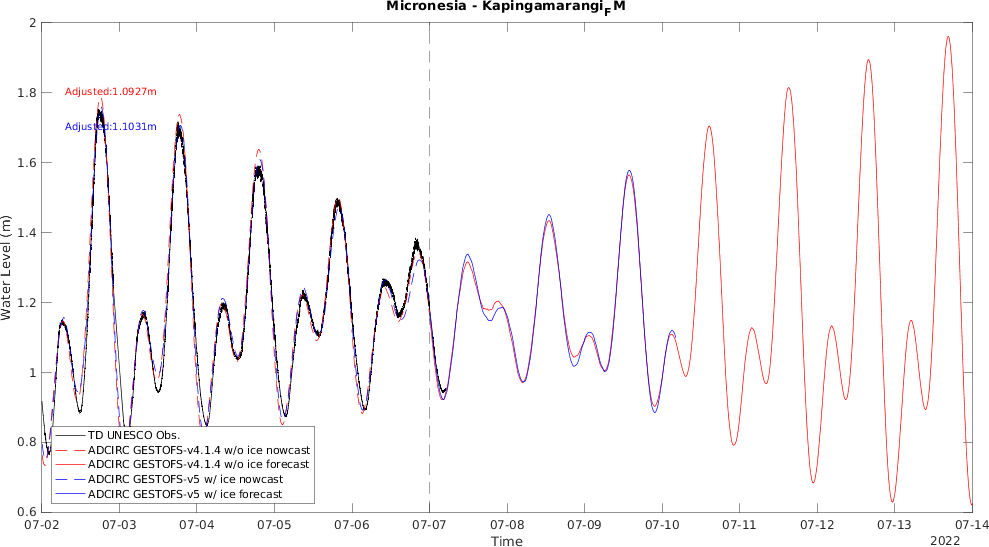 Micronesia - Kapingamarangi_FM
Adjusted:1.0927m
Adjusted:1.1031m
Water Level (m)
2
1.8
1.6
1.4
1.2
1
0.8
0.6
TD UNESCO Obs.
ADCIRC GESTOFS-v4.1.4 w/o ice nowcast
ADCIRC GESTOFS-v4.1.4 w/o ice forecast
ADCIRC GESTOFS-v5 w/ ice nowcast
ADCIRC GESTOFS-v5 w/ ice forecast
07-02 07-03 07-04 07-05 07-06 07-07 07-08 07-09 07-10 07-11 07-12 07-13 07-14
Time
2022